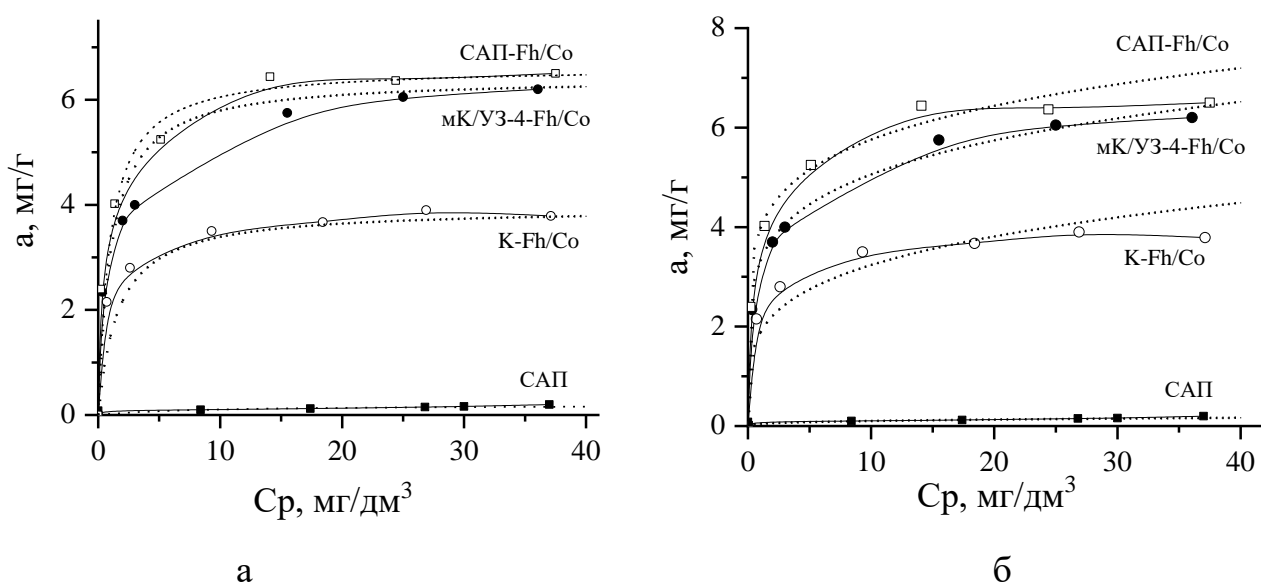 САП-Fh/Co
мК/УЗ-4-Fh/Co
K-Fh/Co
САП
а, мг/г
6
4
2
0
0
10
20
30
40
Ср, мг/дм³
а
САП-Fh/Co
мК/УЗ-4-Fh/Co
K-Fh/Co
САП
а, мг/г
8
6
4
2
0
0
10
20
30
40
Ср, мг/дм³
б